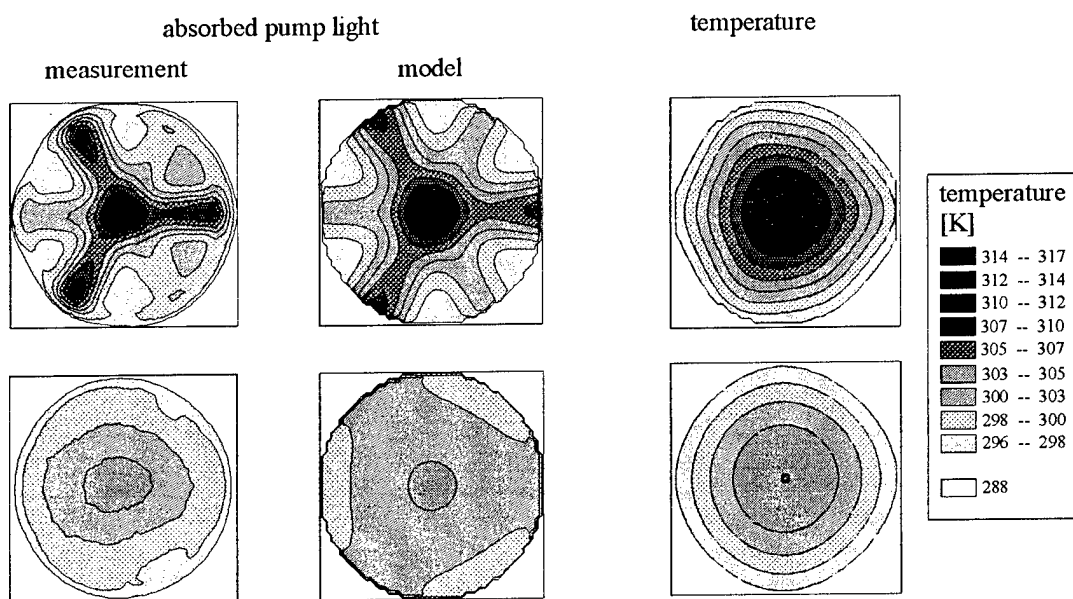 absorbed pump light
temperature
measurement
model
temperature
[K]
314 -- 317
312 -- 314
310 -- 312
307 -- 310
305 -- 307
303 -- 305
300 -- 303
298 -- 300
296 -- 298
288